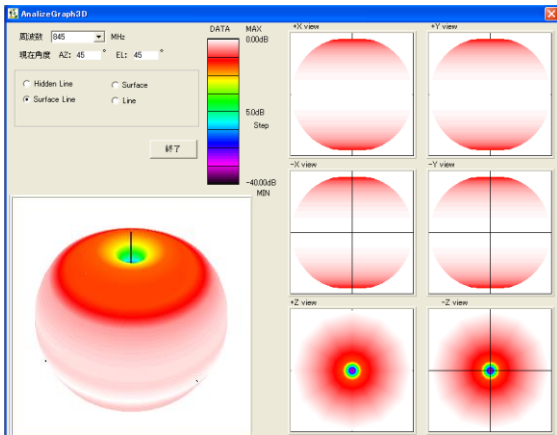 AnalizeGraph3D
周波数 845 MHz
現在角度 AZ: 45 ° EL: 45 °
Hidden Line
Surface
Surface Line
Line
終了
DATA MAX
0.00dB
5.0dB
Step
-40.00dB
MIN
+X view
+Y view
-X view
-Y view
+Z view
-Z view